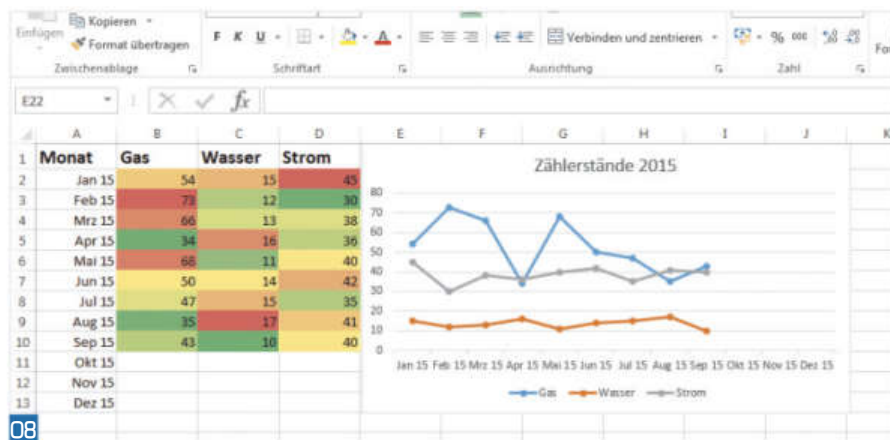 Kopieren
Einfügen
Format übertragen
F K U
A
Verbinden und zentrieren
% 000
Zwischenablage Schriftart Ausrichtung Zahl
E22 fx
A B C D E F G H I J K
1 Monat Gas Wasser Strom
2 Jan 15 54 15 45
3 Feb 15 73 12 30
4 Mrz 15 66 13 38
5 Apr 15 34 16 36
6 Mai 15 68 11 40
7 Jun 15 50 14 42
8 Jul 15 47 15 35
9 Aug 15 35 17 41
10 Sep 15 43 10 40
11 Okt 15
12 Nov 15
13 Dez 15
Zählerstände 2015
80
70
60
50
40
30
20
10
0
Jan 15 Feb 15 Mrz 15 Apr 15 Mai 15 Jun 15 Jul 15 Aug 15 Sep 15 Okt 15 Nov 15 Dez 15
Gas Wasser Strom
08